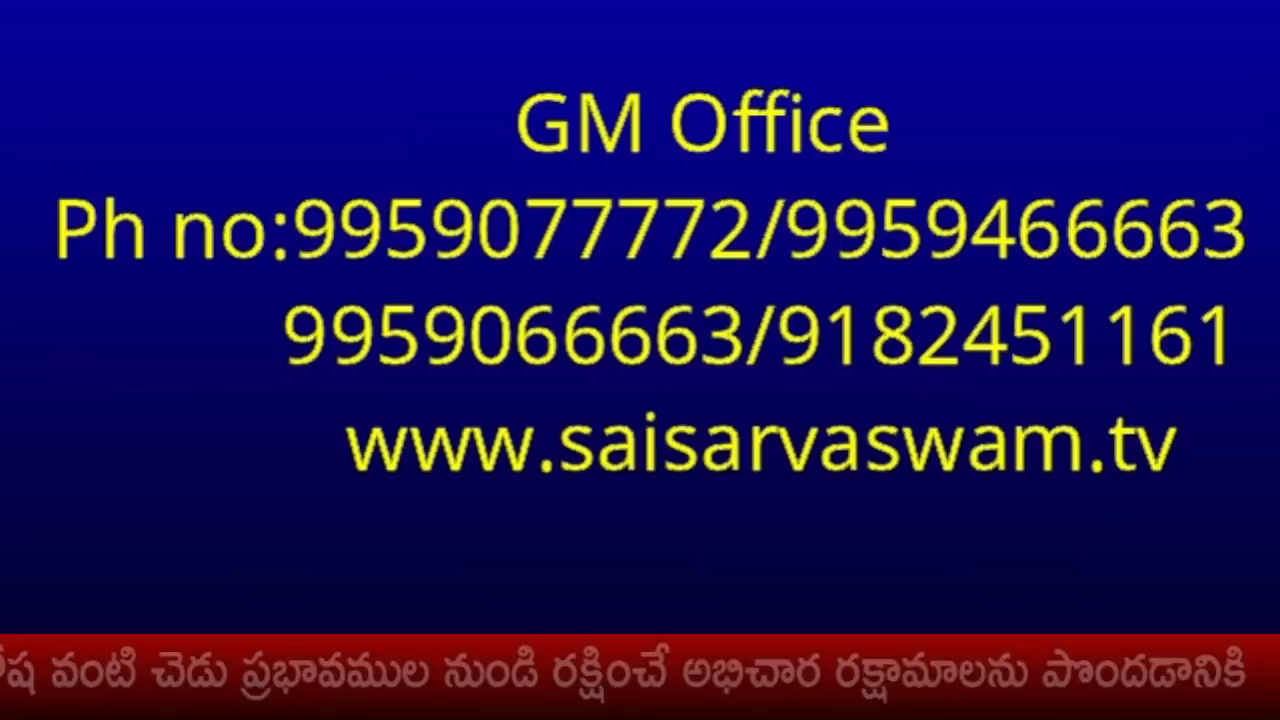 GM Office
Ph no:9959077772/9959466663
9959066663/9182451161
www.saisarvaswam.tv
వంటి చెడు ప్రభావముల నుండి రక్షించే అభిచార రక్షామాలను పొందడానికి